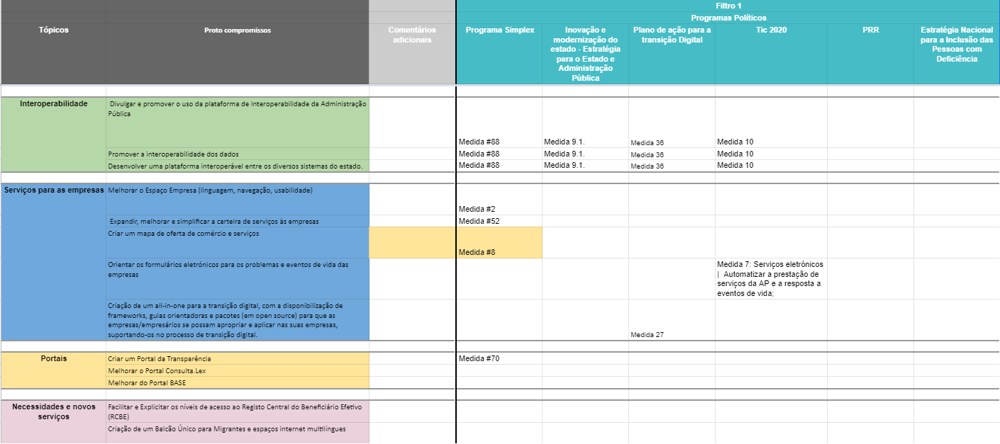 Filtro 1
Programas Políticos
Tópicos
Proto compromissos
Comentários
adicionais
Programa Simplex
Inovação e
modernização do
estado - Estratégia
para o Estado e
Administração
Pública
Plano de ação para a
transição Digital
Tic 2020
PRR
Estratégia Nacional
para a Inclusão das
Pessoas com
Deficiência
Interoperabilidade
Divulgar e promover o uso da plataforma de Interoperabilidade da Administração
Pública
Medida #88
Medida 9.1.
Medida 36
Medida 10
Promover a interoperabilidade dos dados
Medida #88
Medida 9.1.
Medida 36
Medida 10
Desenvolver uma plataforma interoperável entre os diversos sistemas do estado.
Medida #88
Medida 9.1.
Medida 36
Medida 10
Serviços para as empresas
Melhorar o Espaço Empresa (linguagem, navegação, usabilidade)
Medida #2
Expandir, melhorar e simplificar a carteira de serviços às empresas
Medida #52
Criar um mapa de oferta de comércio e serviços
Medida #8
Orientar os formulários eletrónicos para os problemas e eventos de vida das
empresas
Medida 7: Serviços eletrónicos
| Automatizar a prestação de
serviços da AP e a resposta a
eventos de vida;
Criação de um all-in-one para a transição digital, com a disponibilização de
frameworks, guias orientadoras e pacotes (em open source) para que as
empresas/empresários se possam apropriar e aplicar nas suas empresas,
suportando-os no processo de transição digital.
Medida 27
Portais
Criar um Portal da Transparência
Medida #70
Melhorar o Portal Consulta.Lex
Melhorar do Portal BASE
Necessidades e novos
serviços
Facilitar e Explicitar os níveis de acesso ao Registo Central do Beneficiário Efetivo
(RCBE)
Criação de um Balcão Único para Migrantes e espaços internet multilíngues